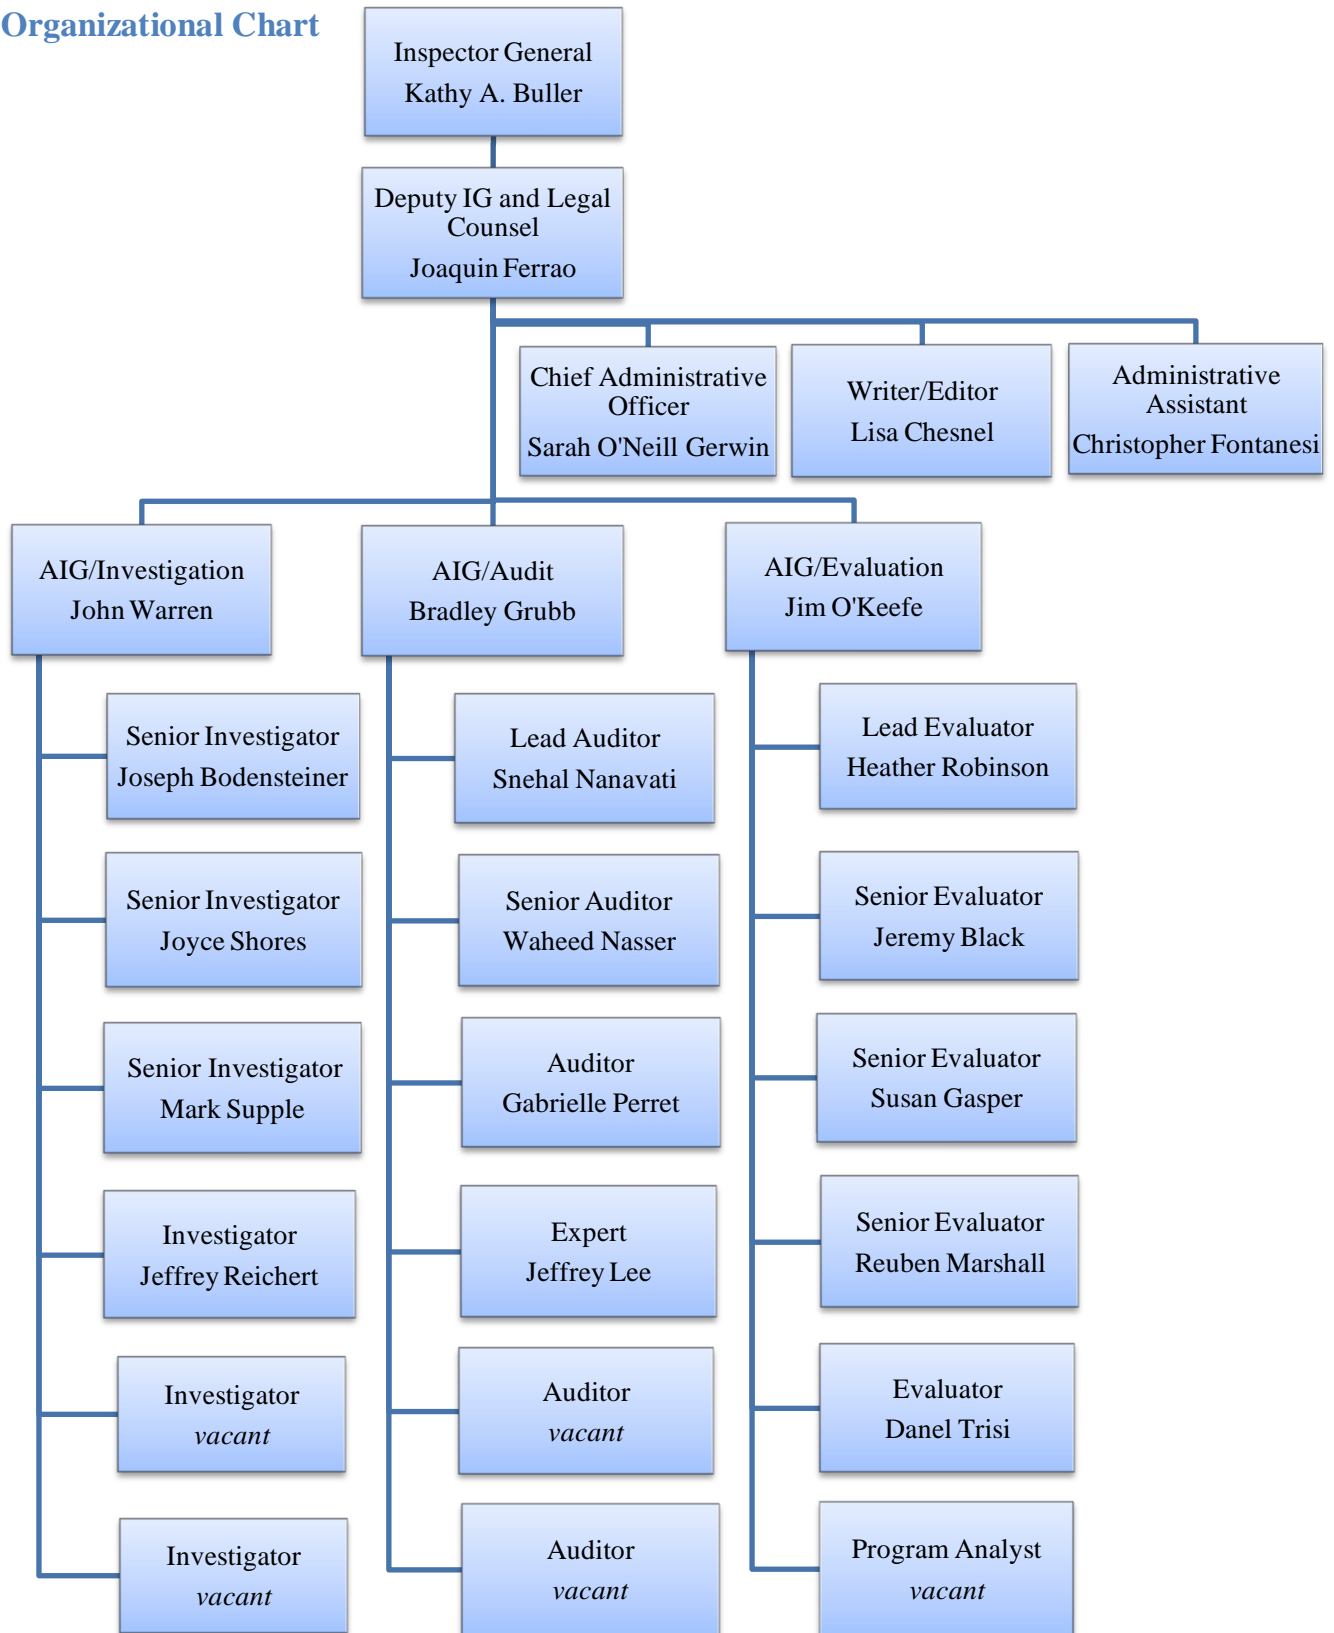 Organizational Chart
Inspector General
Kathy A. Buller
Deputy IG and Legal
Counsel
Joaquin Ferrao
Chief Administrative
Officer
Sarah O'Neill Gerwin
Writer/Editor
Lisa Chesnel
Administrative
Assistant
Christopher Fontanesi
AIG/Investigation
John Warren
AIG/Audit
Bradley Grubb
AIG/Evaluation
Jim O'Keefe
Senior Investigator
Joseph Bodensteiner
Senior Investigator
Joyce Shores
Senior Investigator
Mark Supple
Investigator
Jeffrey Reichert
Investigator
vacant
Investigator
vacant
Lead Auditor
Snehal Nanavati
Senior Auditor
Waheed Nasser
Auditor
Gabrielle Perret
Expert
Jeffrey Lee
Auditor
vacant
Auditor
vacant
Lead Evaluator
Heather Robinson
Senior Evaluator
Jeremy Black
Senior Evaluator
Susan Gasper
Senior Evaluator
Reuben Marshall
Evaluator
Danel Trisi
Program Analyst
vacant